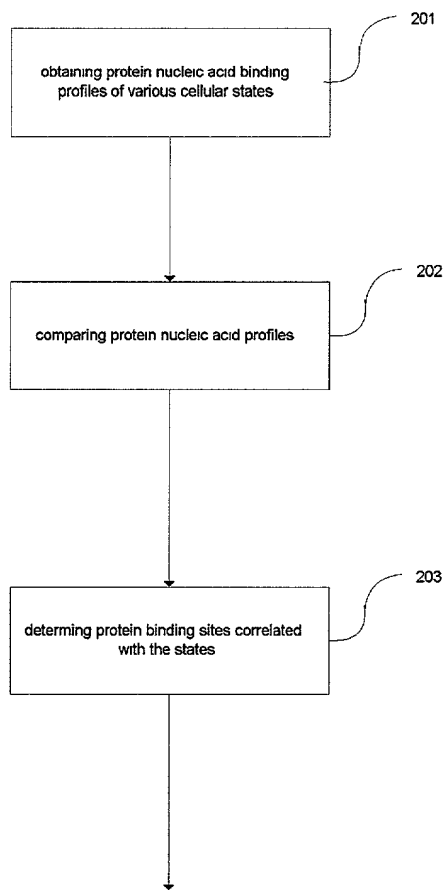 201
obtaining protein nucleic acid binding
profiles of various cellular states
202
comparing protein nucleic acid profiles
203
determing protein binding sites correlated
with the states